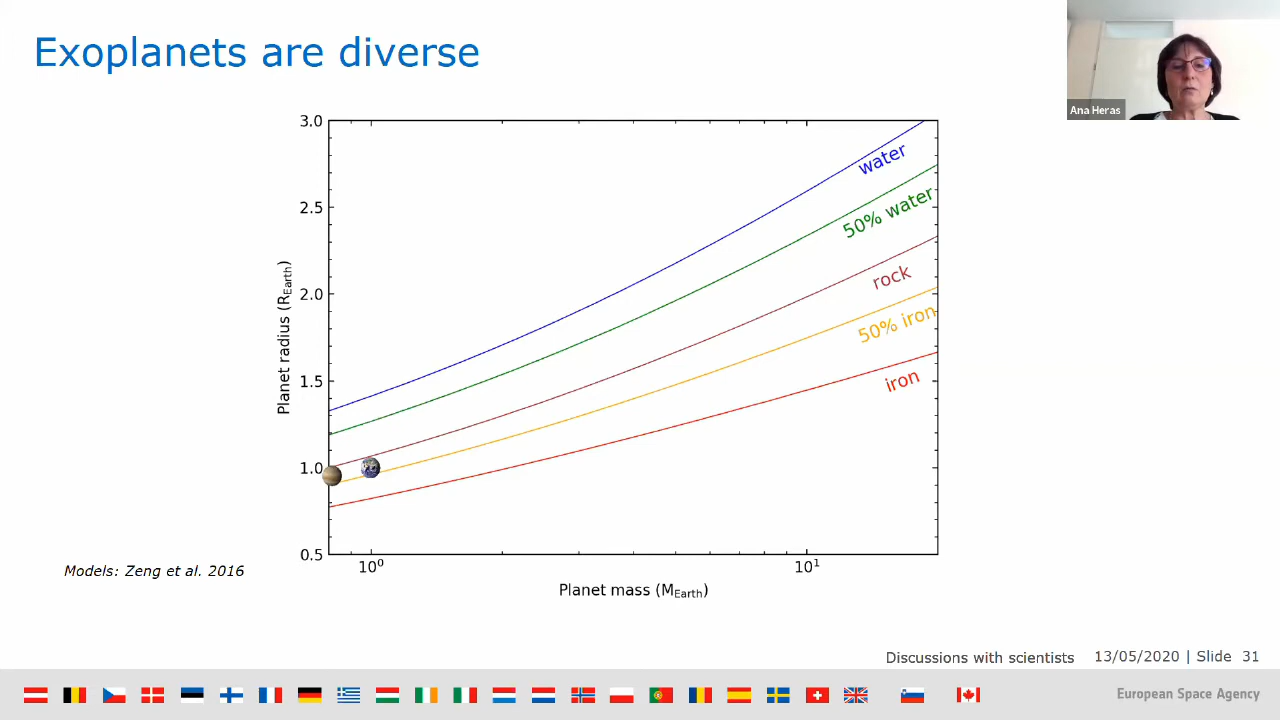 Exoplanets are diverse
Ana Heras
3.0
2.5
2.0
1.5
1.0
0.5
Planet radius (R_Earth)
water
50% water
rock
50% iron
iron
10⁰
10¹
Planet mass (M_Earth)
Models: Zeng et al. 2016
Discussions with scientists
13/05/2020 | Slide 31
European Space Agency